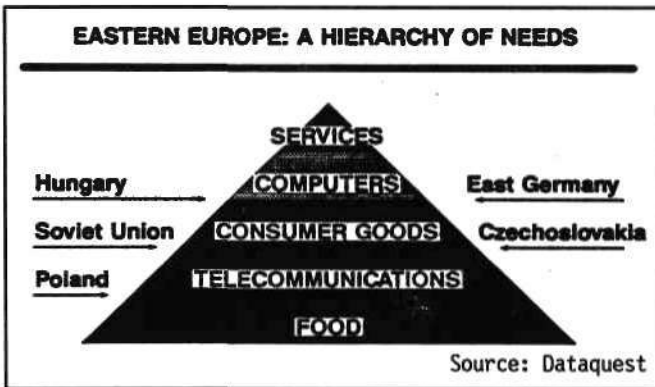 EASTERN EUROPE: A HIERARCHY OF NEEDS
SERVICES
Hungary COMPUTERS East Germany
Soviet Union CONSUMER GOODS Czechoslovakia
Poland TELECOMMUNICATIONS
FOOD
Source: Dataquest